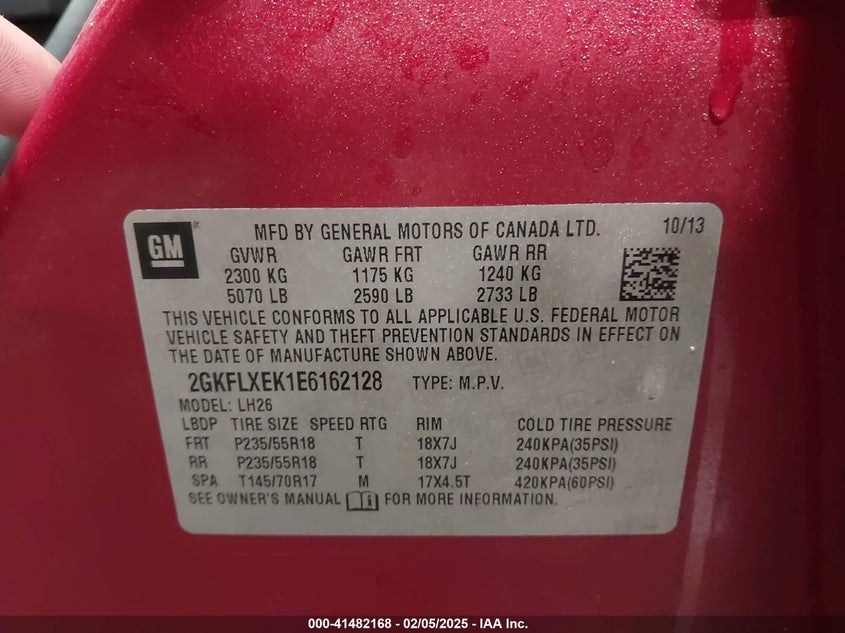 GM
MFD BY GENERAL MOTORS OF CANADA LTD. 10/13
GVWR GAWR FRT GAWR RR
2300 KG 1175 KG 1240 KG
5070 LB 2590 LB 2733 LB
THIS VEHICLE CONFORMS TO ALL APPLICABLE U.S. FEDERAL MOTOR
VEHICLE SAFETY AND THEFT PREVENTION STANDARDS IN EFFECT ON
THE DATE OF MANUFACTURE SHOWN ABOVE.
2GKFLXEK1E6162128 TYPE: M.P.V.
MODEL: LH26
LBDP TIRE SIZE SPEED RTG RIM COLD TIRE PRESSURE
FRT P235/55R18 T 18X7J 240KPA(35PSI)
RR P235/55R18 T 18X7J 240KPA(35PSI)
SPA T145/70R17 M 17X4.5T 420KPA(60PSI)
SEE OWNER'S MANUAL FOR MORE INFORMATION.
000-41482168 - 02/05/2025 - IAA Inc.